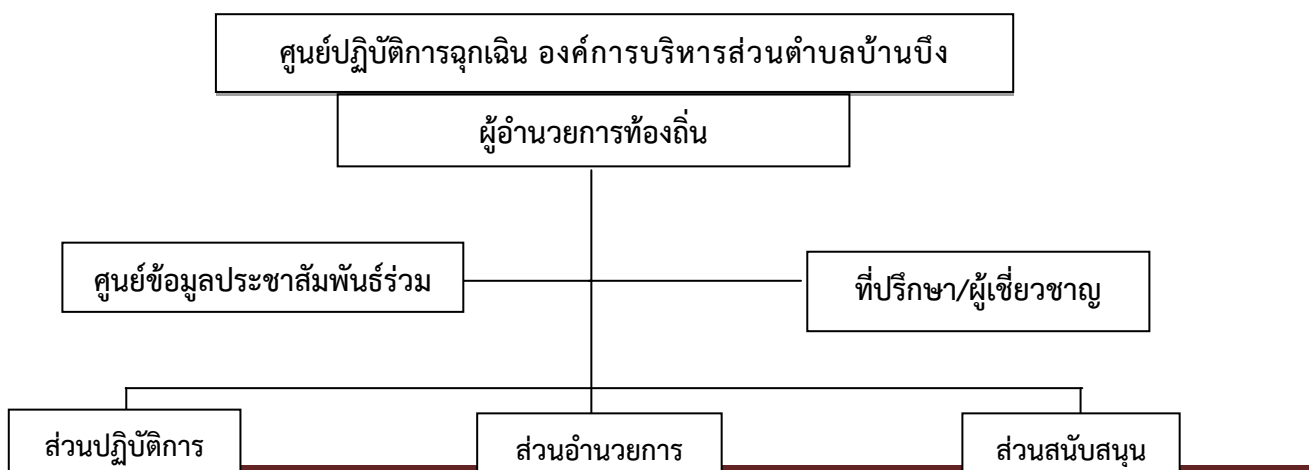 ศูนย์ปฏิบัติการฉุกเฉิน องค์การบริหารส่วนตำบลบ้านบึง
ผู้อำนวยการท้องถิ่น
ศูนย์ข้อมูลประชาสัมพันธ์ร่วม
ที่ปรึกษา/ผู้เชี่ยวชาญ
ส่วนปฏิบัติการ
ส่วนอำนวยการ
ส่วนสนับสนุน